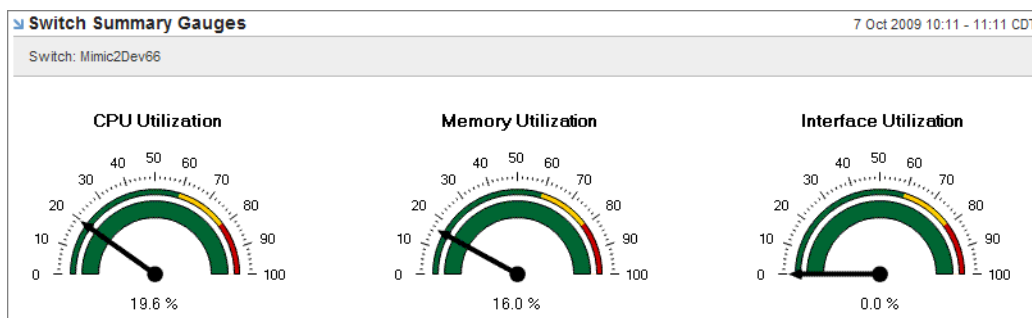 Switch Summary Gauges 7 Oct 2009 10:11 - 11:11 CDT
Switch: Mimic2Dev66
CPU Utilization Memory Utilization Interface Utilization
0 10 20 30 40 50 60 70 80 90 100
0 10 20 30 40 50 60 70 80 90 100
0 10 20 30 40 50 60 70 80 90 100
19.6 % 16.0 % 0.0 %